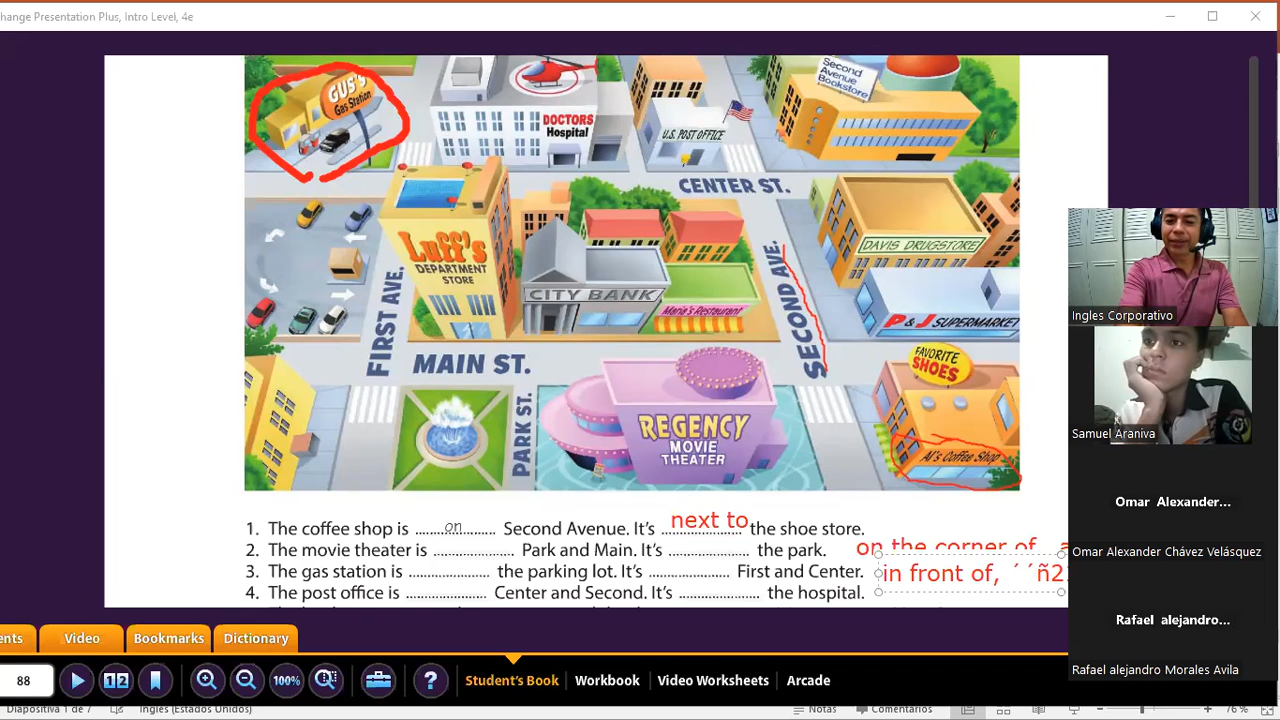 change Presentation Plus, Intro Level, 4e
GUS'S
Gas Station
DOCTORS
Hospital
U.S. POST OFFICE
Second
Avenue
Bookstore
CENTER ST.
Luff's
DEPARTMENT
STORE
CITY BANK
Maria's Restaurant
DAVIS DRUGSTORE
P & J SUPERMARKET
FIRST AVE.
SECOND AVE.
MAIN ST.
PARK ST.
REGENCY
MOVIE
THEATER
FAVORITE
SHOES
Al's Coffee Shop
1. The coffee shop is ....on.... Second Avenue. It's next to the shoe store.
2. The movie theater is .................. Park and Main. It's .................. the park. on the corner of, a
3. The gas station is .................. the parking lot. It's .................. First and Center. in front of, ´´ñ2
4. The post office is .................. Center and Second. It's .................. the hospital.
Ingles Corporativo
Samuel Araniva
Omar Alexander...
Omar Alexander Chávez Velásquez
Rafael alejandro...
Rafael alejandro Morales Avila
ents Video Bookmarks Dictionary
88 1 2 100% ? Student's Book Workbook Video Worksheets Arcade
Diapositiva 1 de 7 Inglés (Estados Unidos) Notas Comentarios 76 %